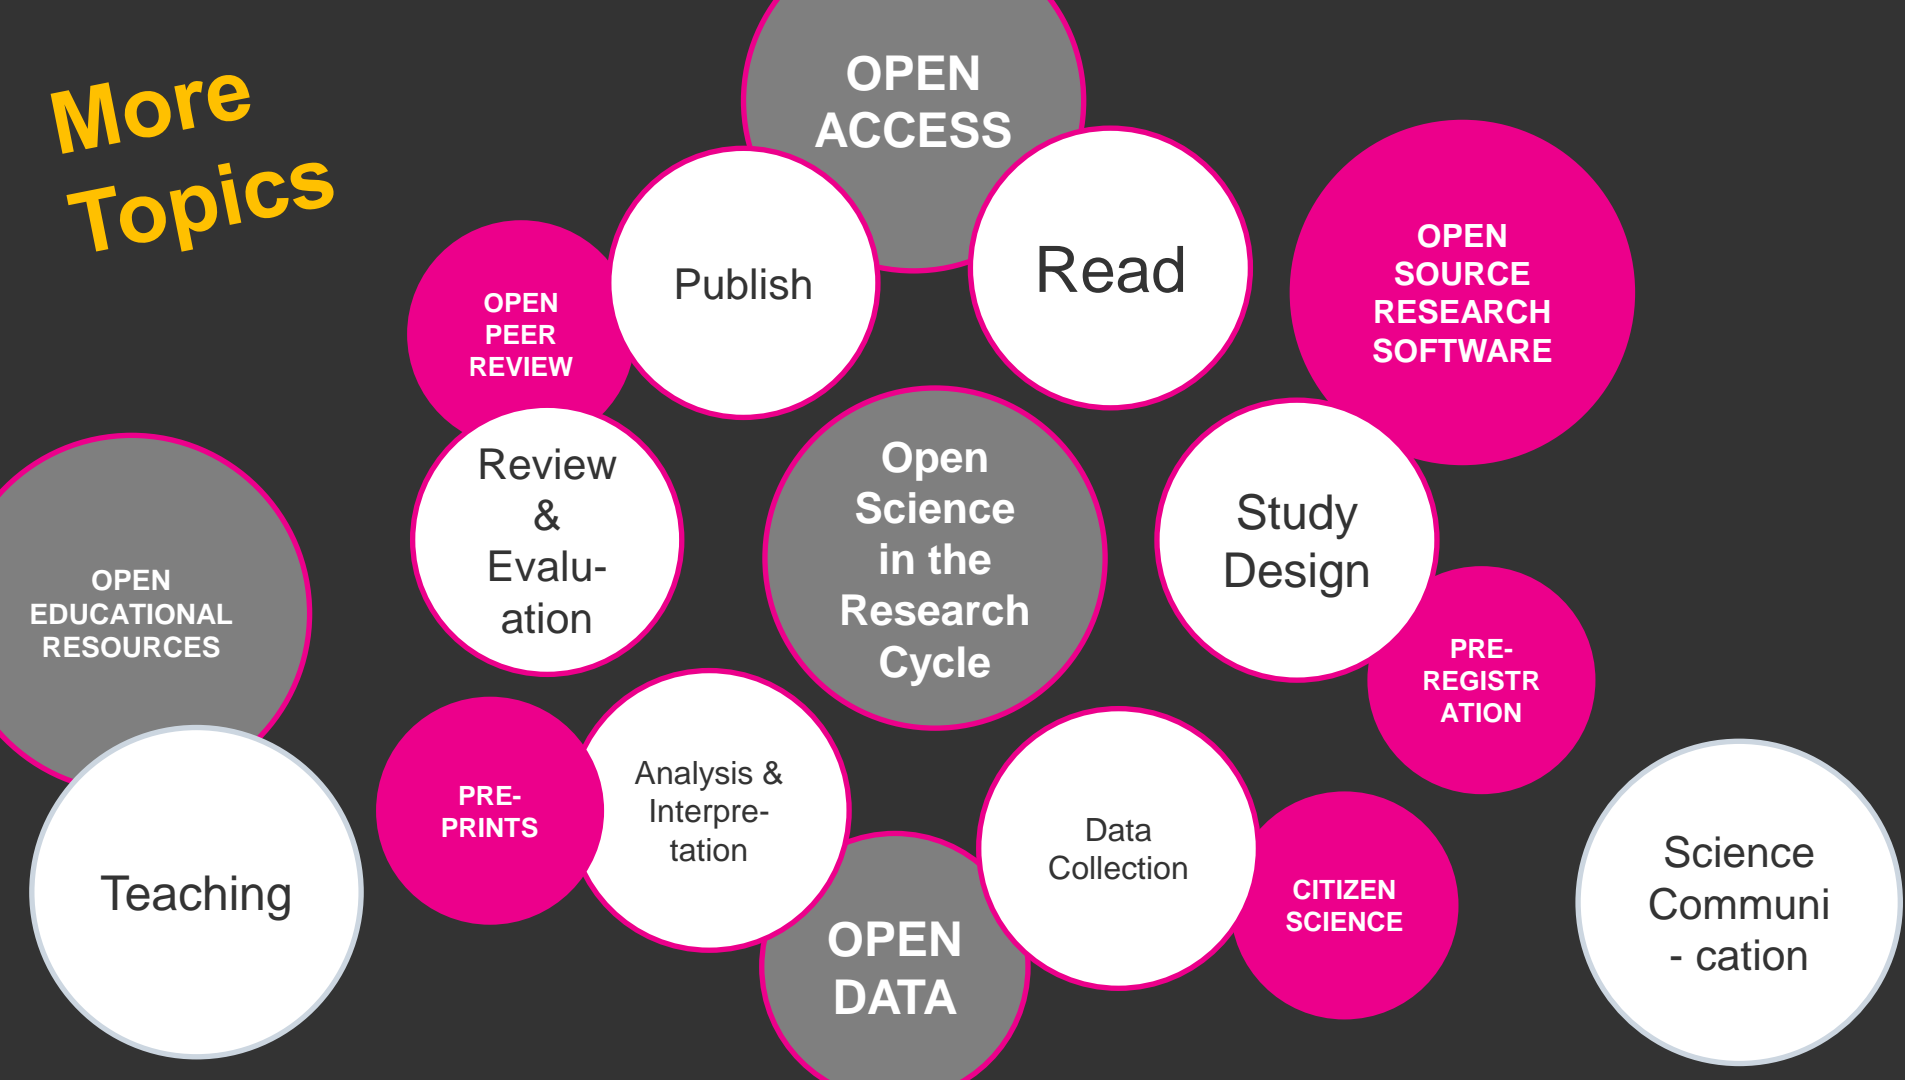 More
Topics
OPEN
ACCESS
Publish
Read
OPEN
SOURCE
RESEARCH
SOFTWARE
OPEN
PEER
REVIEW
Review
&
Evalu-
ation
Open
Science
in the
Research
Cycle
Study
Design
OPEN
EDUCATIONAL
RESOURCES
PRE-
REGISTR
ATION
PRE-
PRINTS
Analysis &
Interpre-
tation
Data
Collection
Teaching
CITIZEN
SCIENCE
Science
Communi
- cation
OPEN
DATA